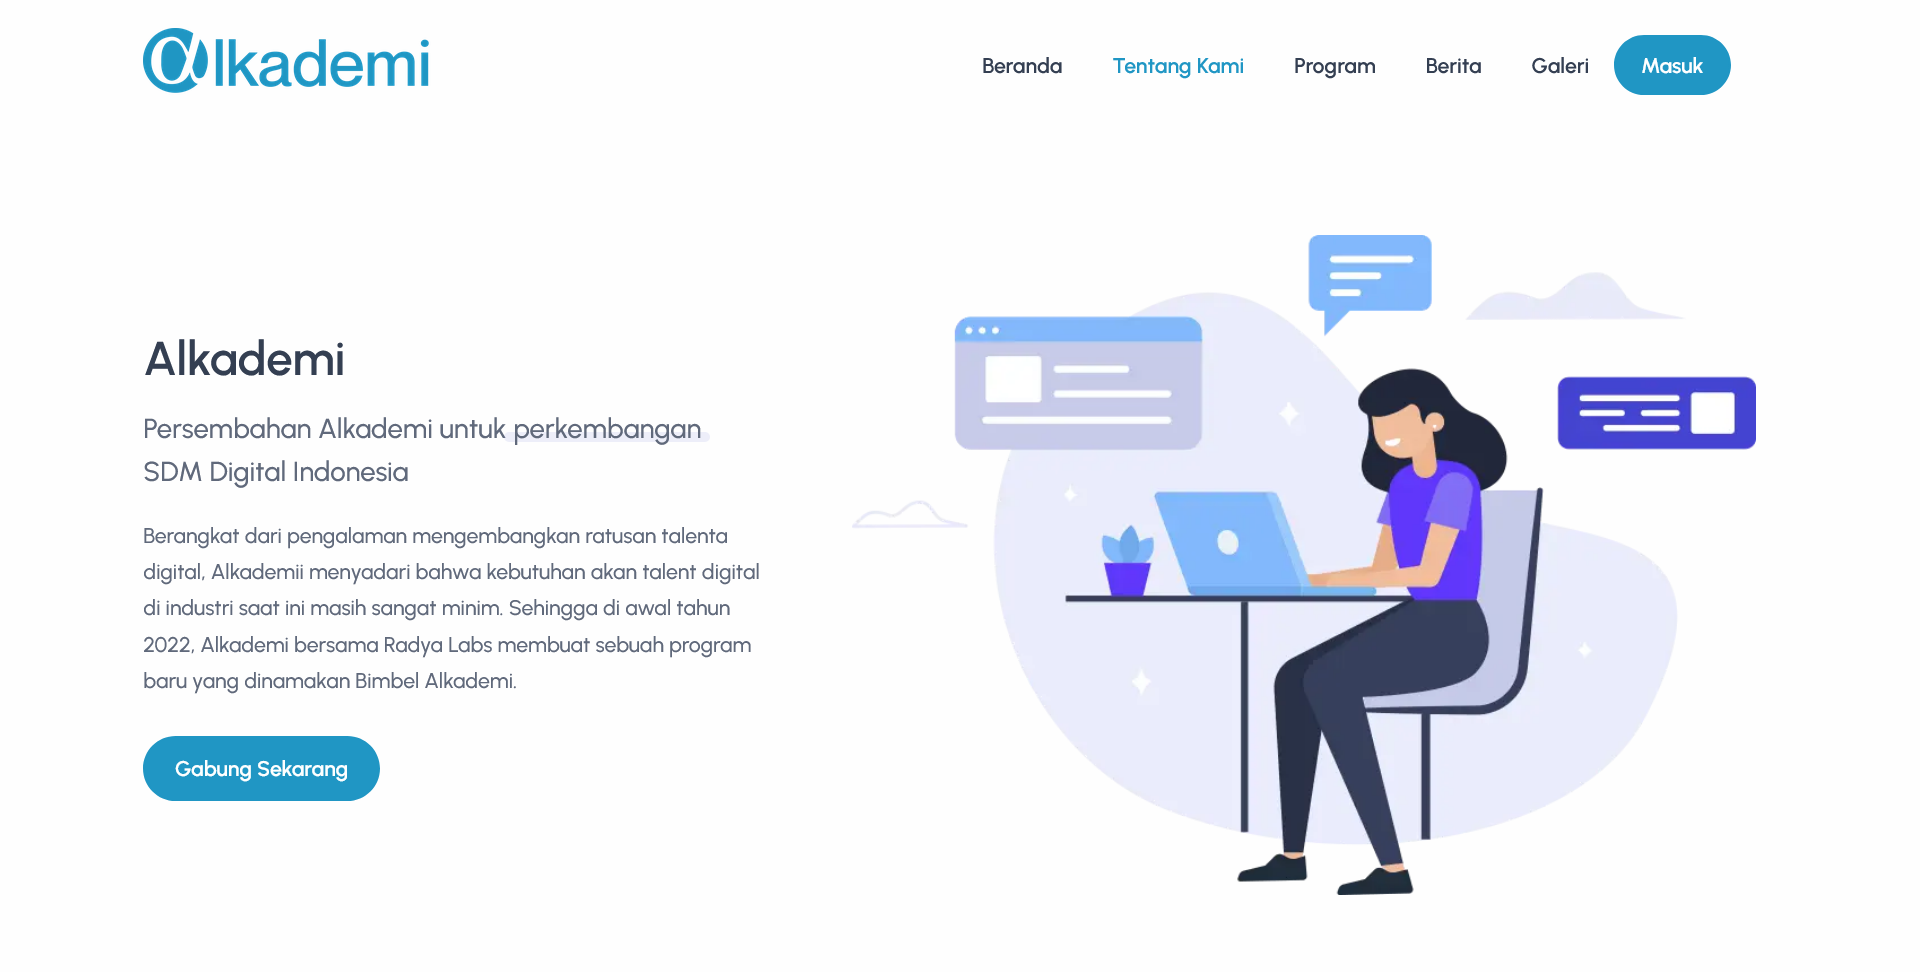 alkademi
Beranda Tentang Kami Program Berita Galeri Masuk
Alkademi
Persembahan Alkademi untuk perkembangan
SDM Digital Indonesia
Berangkat dari pengalaman mengembangkan ratusan talenta
digital, Alkademii menyadari bahwa kebutuhan akan talent digital
di industri saat ini masih sangat minim. Sehingga di awal tahun
2022, Alkademi bersama Radya Labs membuat sebuah program
baru yang dinamakan Bimbel Alkademi.
Gabung Sekarang